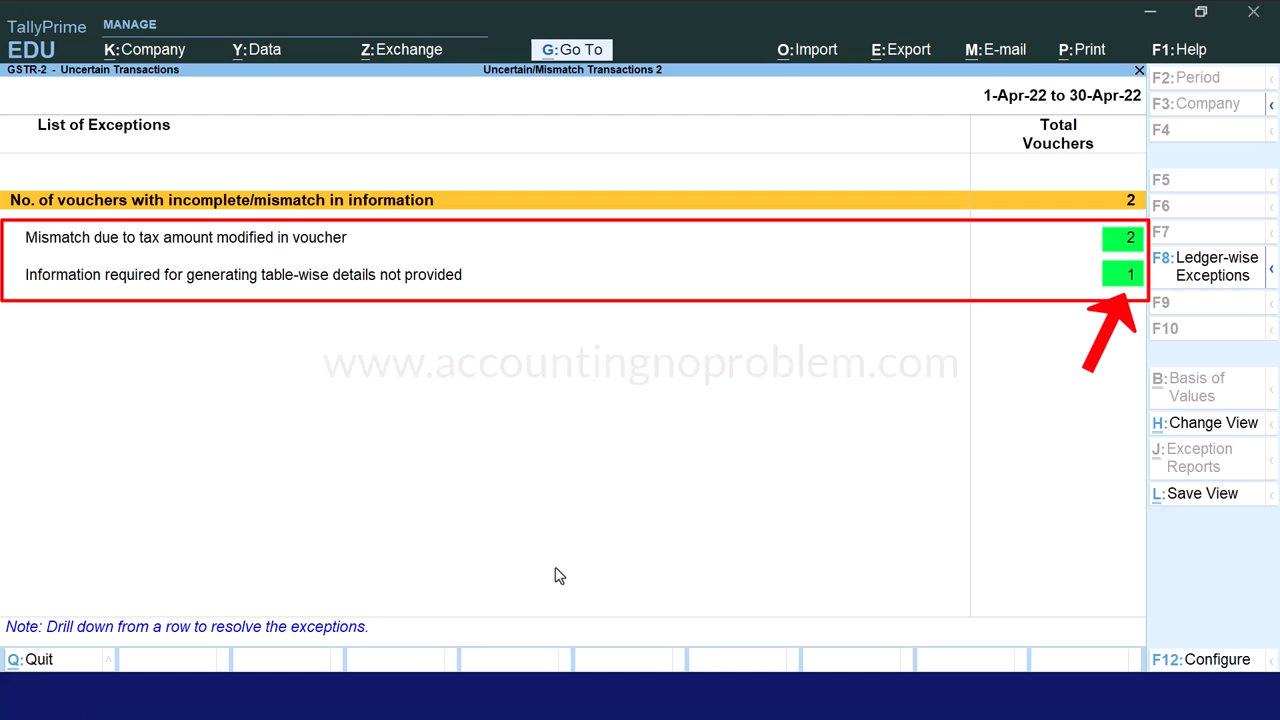 TallyPrime
MANAGE
EDU
K:Company
Y:Data
Z:Exchange
G:Go To
O:Import
E:Export
M:E-mail
P:Print
F1:Help
GSTR-2 - Uncertain Transactions
Uncertain/Mismatch Transactions 2
1-Apr-22 to 30-Apr-22
List of Exceptions
Total
Vouchers
No. of vouchers with incomplete/mismatch in information 2
Mismatch due to tax amount modified in voucher 2
Information required for generating table-wise details not provided 1
www.accountingnoproblem.com
Note: Drill down from a row to resolve the exceptions.
Q:Quit
F2:Period
F3:Company
F4
F5
F6
F7
F8:Ledger-wise
Exceptions
F9
F10
B:Basis of
Values
H:Change View
J:Exception
Reports
L:Save View
F12:Configure